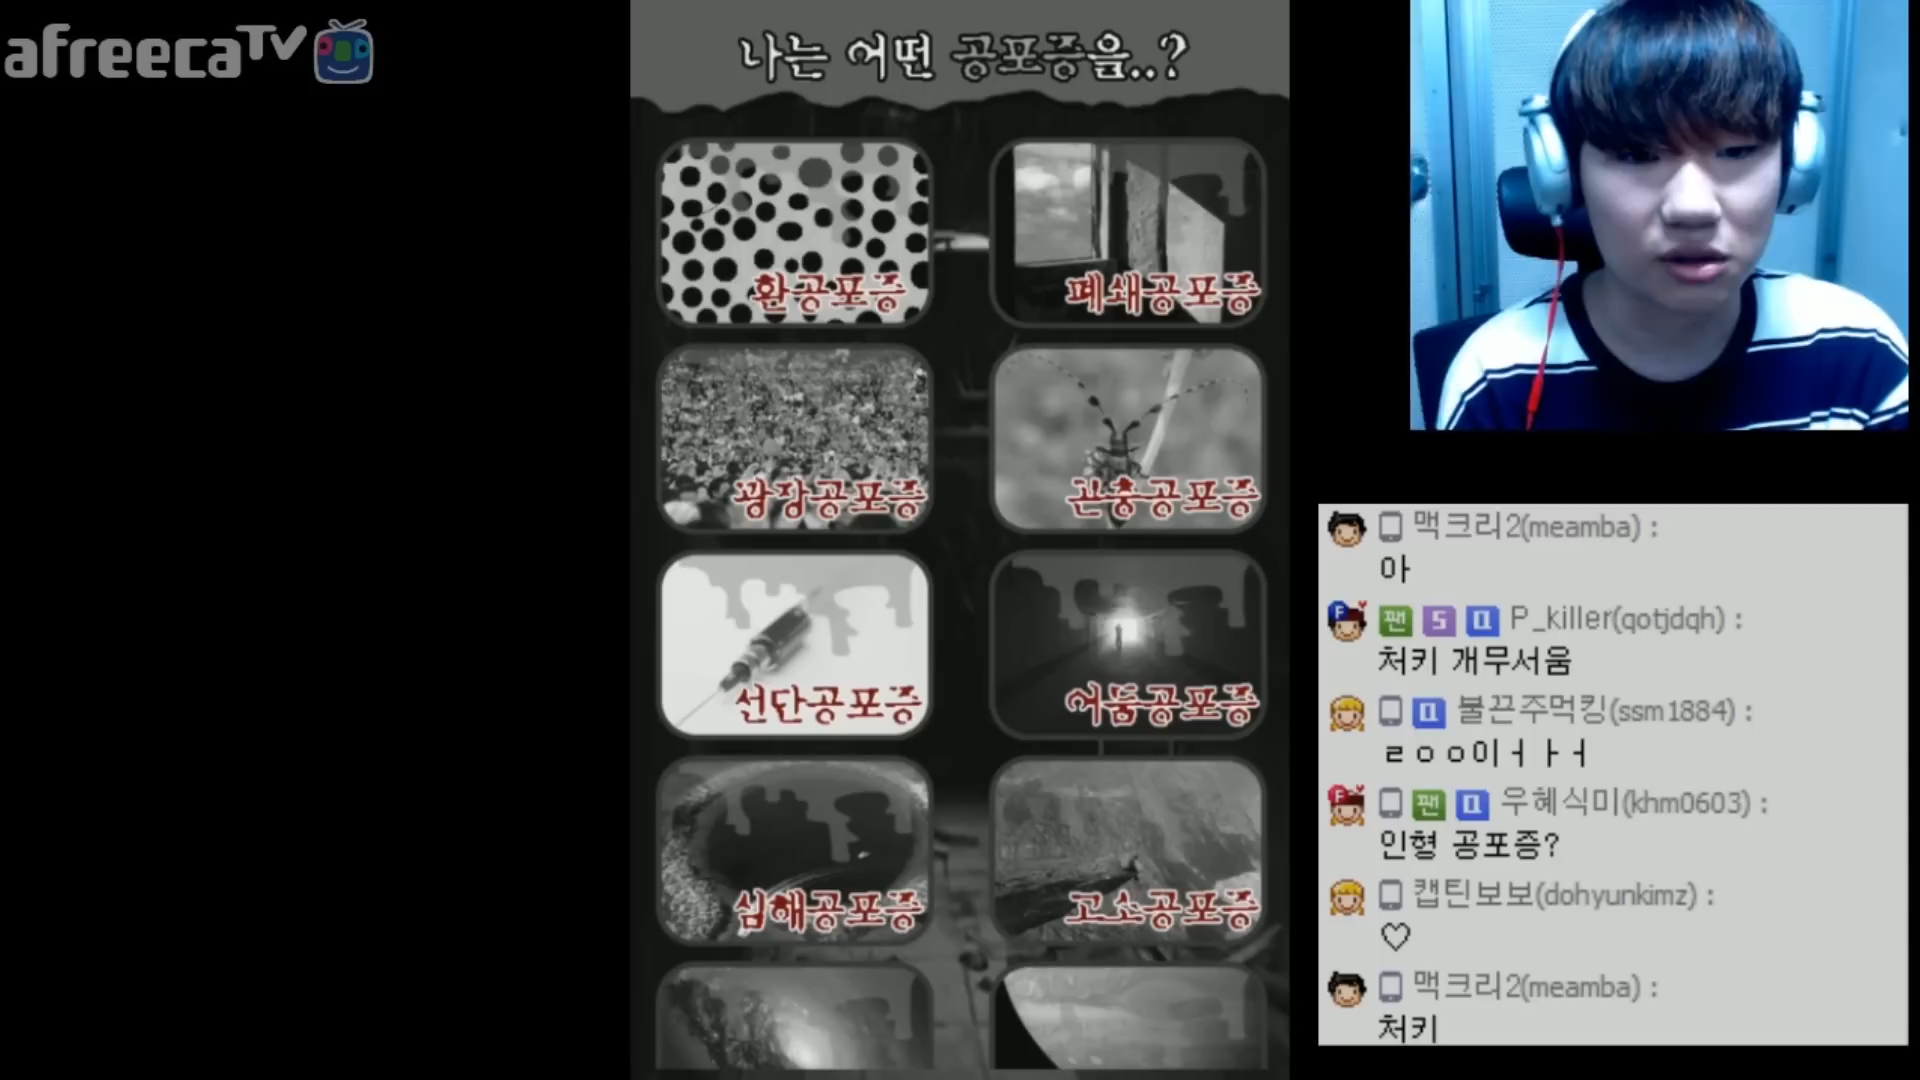 afreecaTV
나는 어떤 공포증을..?
환공포증
폐쇄공포증
광장공포증
곤충공포증
선단공포증
어둠공포증
심해공포증
고소공포증
맥크리2(meamba) :
아
팬 S P_killer(qotjdqh) :
처키 개무서움
불끈주먹킹(ssm1884) :
ㄹㅇㅇ이ㅓㅏㅓ
팬 우혜식미(khm0603) :
인형 공포증?
캡틴보보(dohyunkimz) :
♡
맥크리2(meamba) :
처키